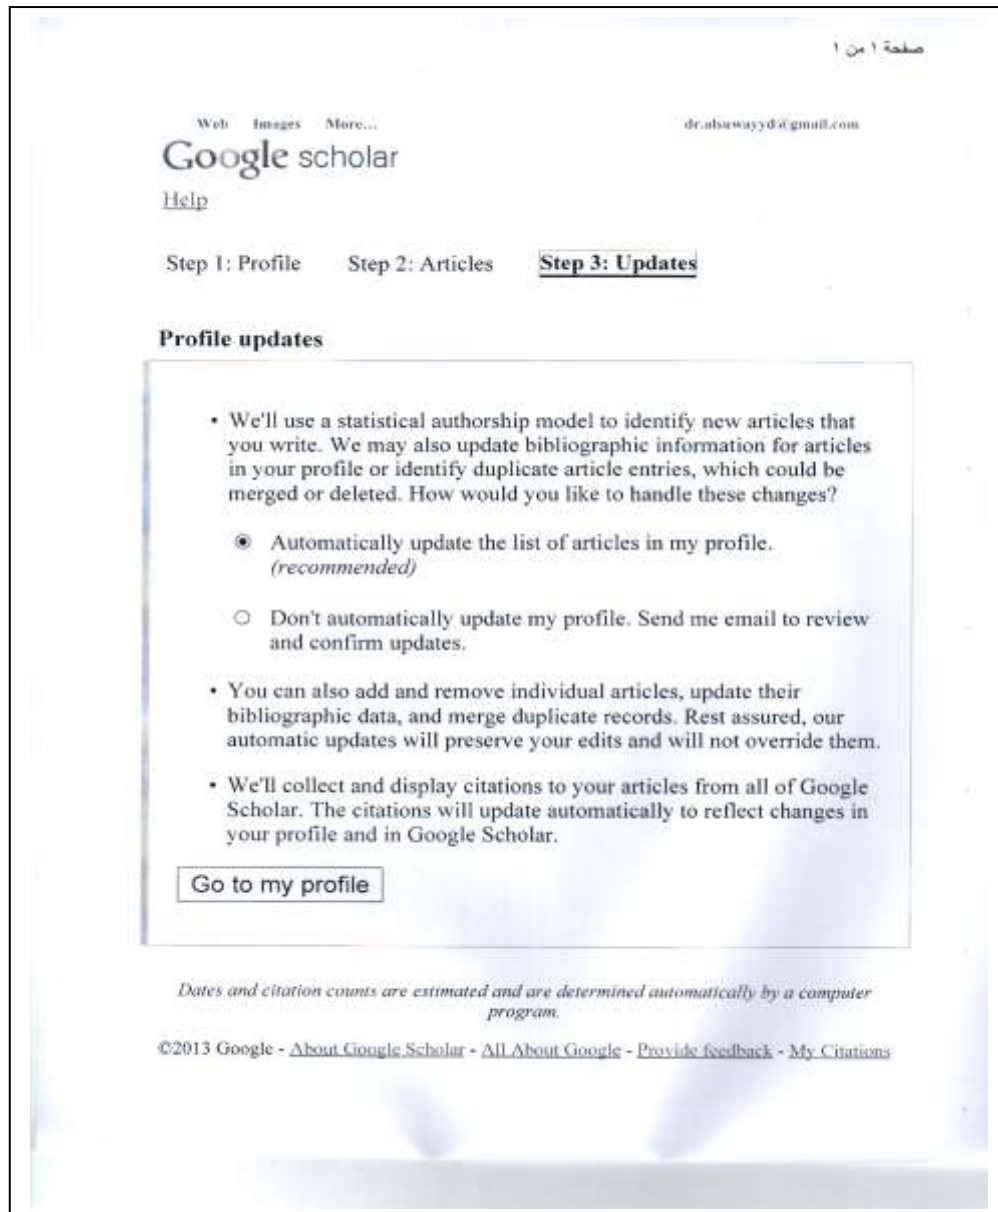 صفحة ١ من ١
Web Images More... dr.alsuwayyd@gmail.com
Google scholar
Help
Step 1: Profile Step 2: Articles Step 3: Updates
Profile updates
• We'll use a statistical authorship model to identify new articles that
you write. We may also update bibliographic information for articles
in your profile or identify duplicate article entries, which could be
merged or deleted. How would you like to handle these changes?
Automatically update the list of articles in my profile.
(recommended)
Don't automatically update my profile. Send me email to review
and confirm updates.
• You can also add and remove individual articles, update their
bibliographic data, and merge duplicate records. Rest assured, our
automatic updates will preserve your edits and will not override them.
• We'll collect and display citations to your articles from all of Google
Scholar. The citations will update automatically to reflect changes in
your profile and in Google Scholar.
Go to my profile
Dates and citation counts are estimated and are determined automatically by a computer
program.
©2013 Google - About Google Scholar - All About Google - Provide feedback - My Citations